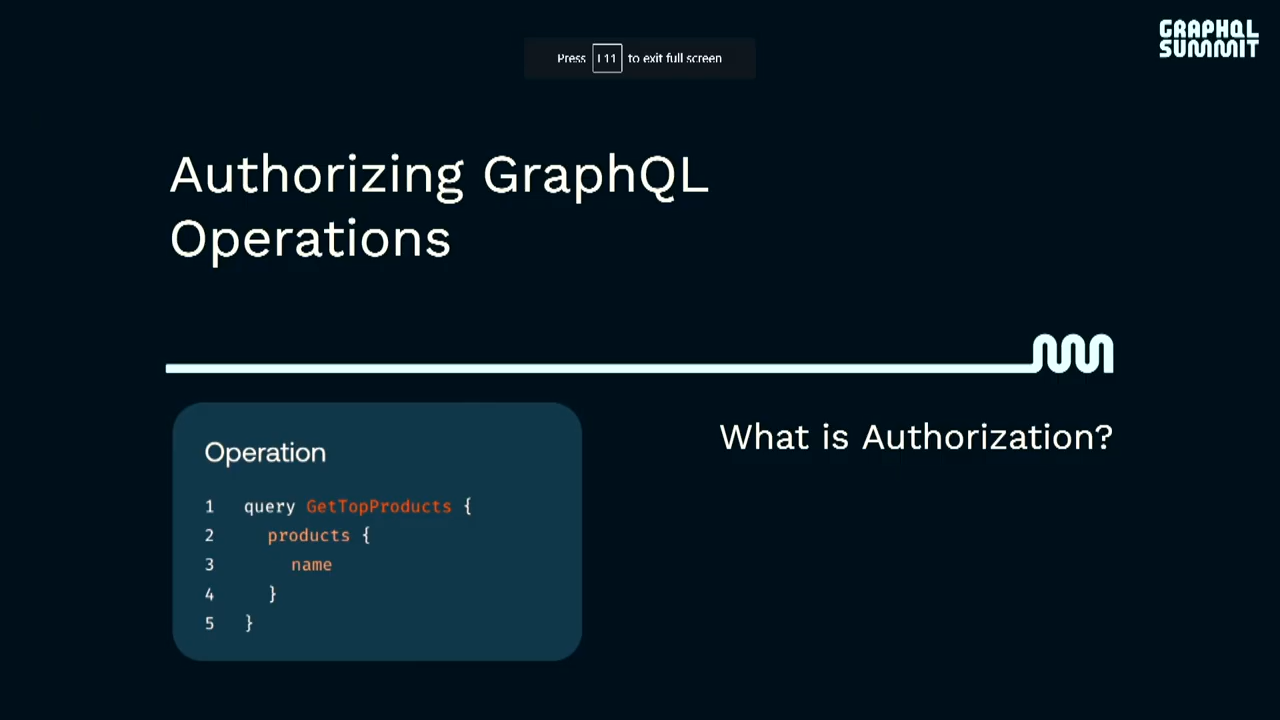 GRAPHQL
SUMMIT
Press F11 to exit full screen
Authorizing GraphQL
Operations
What is Authorization?
Operation
1 query GetTopProducts {
2 products {
3 name
4 }
5 }